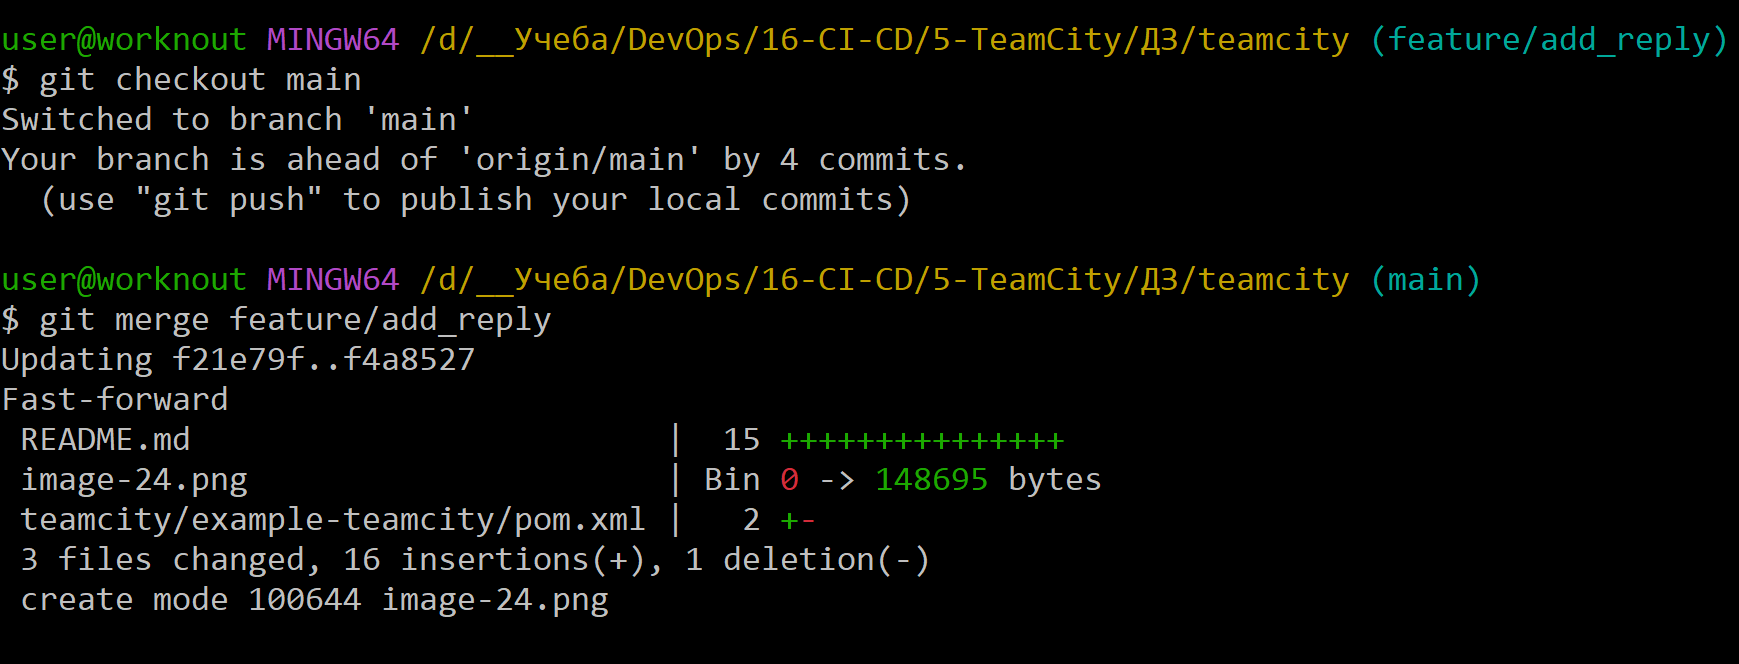 user@worknout MINGW64 /d/__Учеба/DevOps/16-CI-CD/5-TeamCity/ДЗ/teamcity (feature/add_reply)
$ git checkout main
Switched to branch 'main'
Your branch is ahead of 'origin/main' by 4 commits.
  (use "git push" to publish your local commits)

user@worknout MINGW64 /d/__Учеба/DevOps/16-CI-CD/5-TeamCity/ДЗ/teamcity (main)
$ git merge feature/add_reply
Updating f21e79f..f4a8527
Fast-forward
 README.md                         |  15 +++++++++++++++
 image-24.png                      | Bin 0 -> 148695 bytes
 teamcity/example-teamcity/pom.xml |   2 +-
 3 files changed, 16 insertions(+), 1 deletion(-)
 create mode 100644 image-24.png